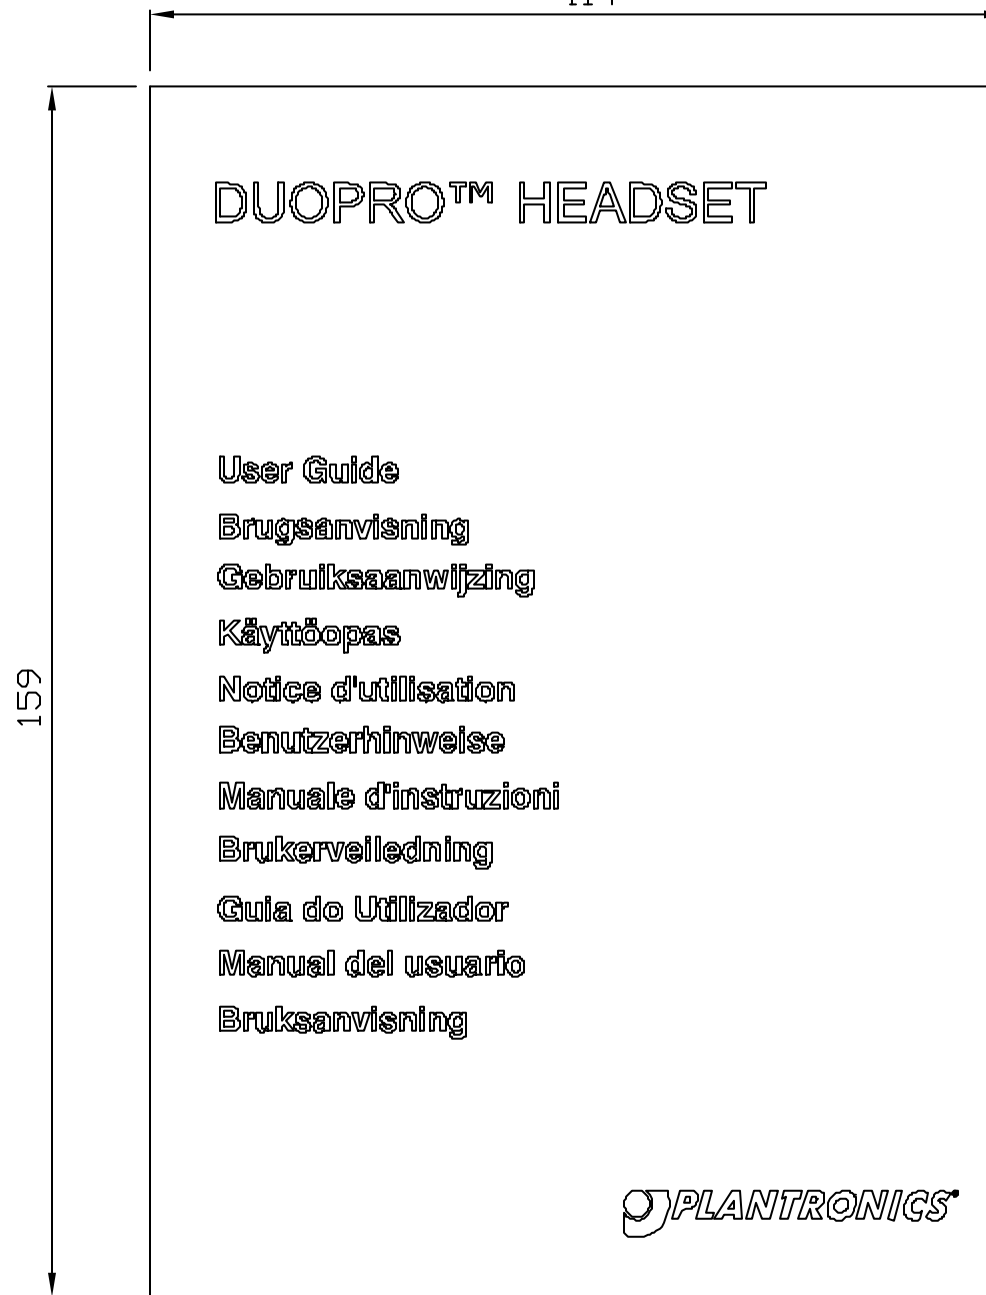 DUOPRO™ HEADSET
User Guide
Brugsanvisning
Gebruiksaanwijzing
Käyttöopas
159
Notice d'utilisation
Benutzerhinweise
Manuale d'instruzioni
Brukerveiledning
Guia do Utilizador
Manual del usuario
Bruksanvisning
PLANTRONICS